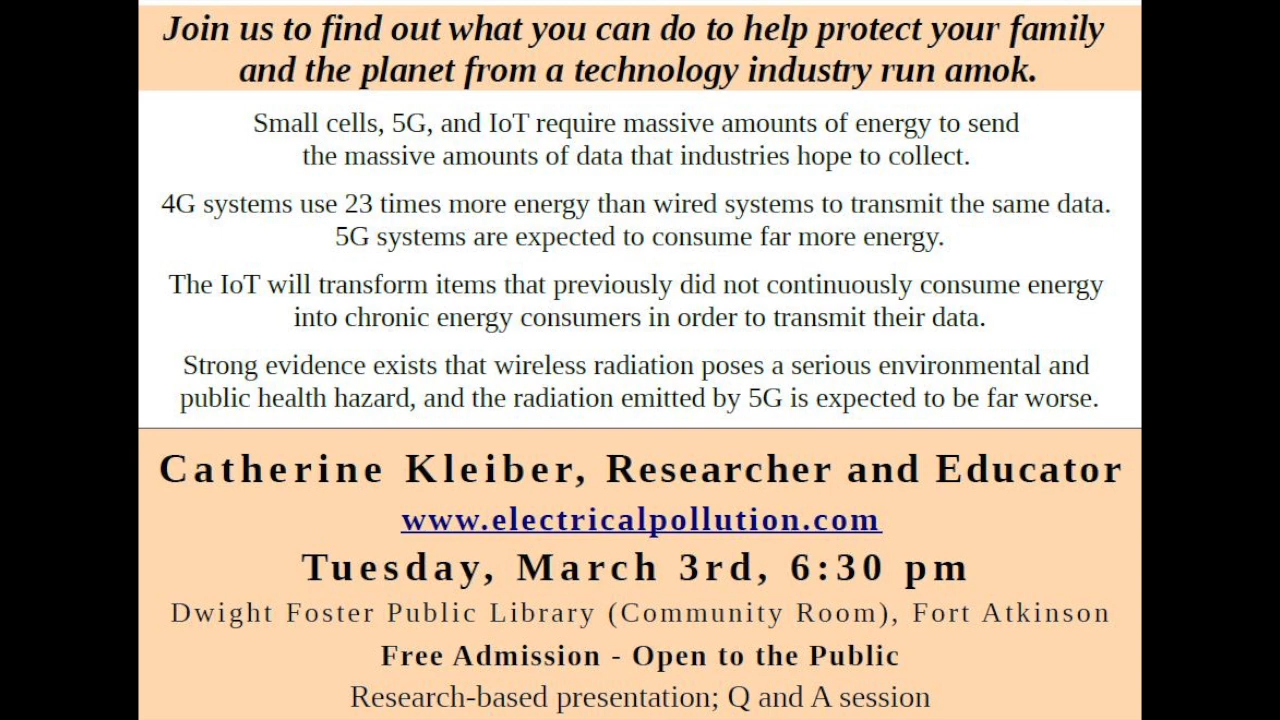 Join us to find out what you can do to help protect your family
and the planet from a technology industry run amok.
Small cells, 5G, and IoT require massive amounts of energy to send
the massive amounts of data that industries hope to collect.
4G systems use 23 times more energy than wired systems to transmit the same data.
5G systems are expected to consume far more energy.
The IoT will transform items that previously did not continuously consume energy
into chronic energy consumers in order to transmit their data.
Strong evidence exists that wireless radiation poses a serious environmental and
public health hazard, and the radiation emitted by 5G is expected to be far worse.
Catherine Kleiber, Researcher and Educator
www.electricalpollution.com
Tuesday, March 3rd, 6:30 pm
Dwight Foster Public Library (Community Room), Fort Atkinson
Free Admission - Open to the Public
Research-based presentation; Q and A session